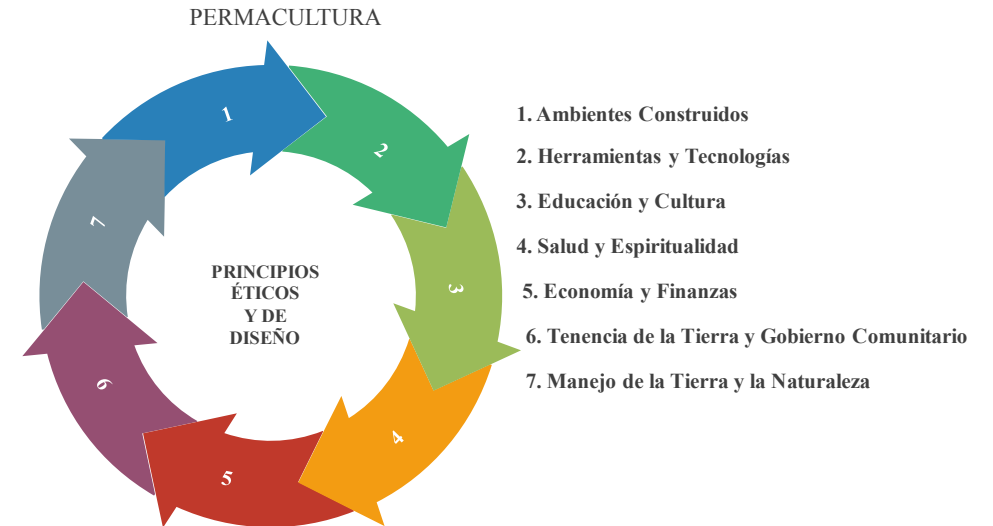 PERMACULTURA
1
2
3
4
5
6
7
PRINCIPIOS
ÉTICOS
Y DE
DISEÑO
1. Ambientes Construidos
2. Herramientas y Tecnologías
3. Educación y Cultura
4. Salud y Espiritualidad
5. Economía y Finanzas
6. Tenencia de la Tierra y Gobierno Comunitario
7. Manejo de la Tierra y la Naturaleza